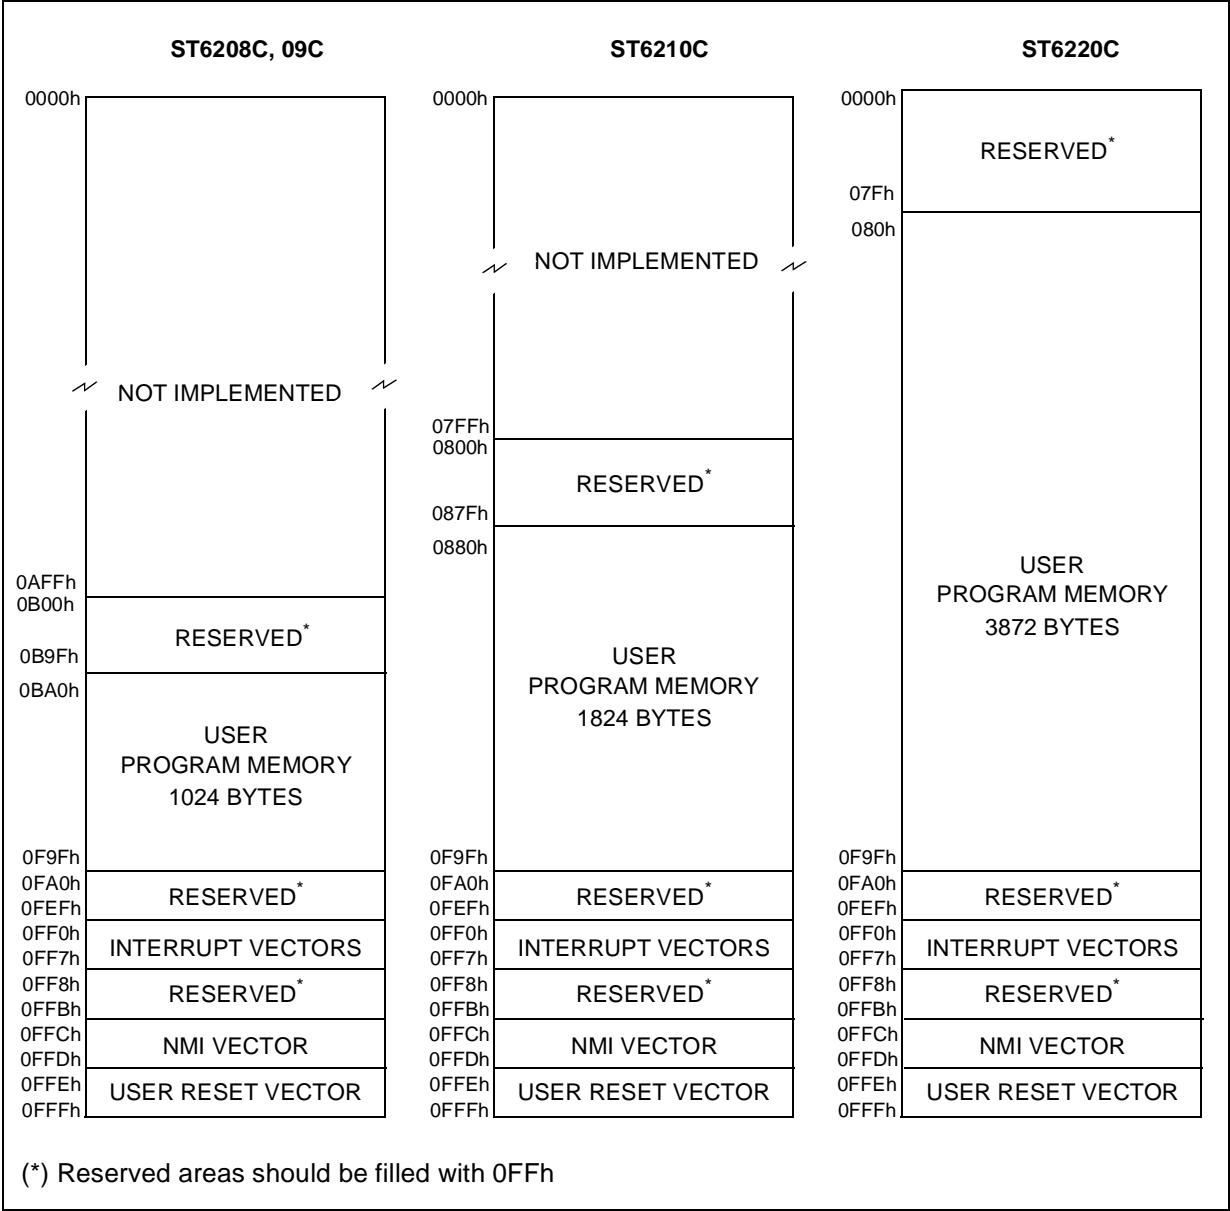 ST6208C, 09C
0000h
NOT IMPLEMENTED
0AFFh
0B00h
RESERVED*
0B9Fh
0BA0h
USER
PROGRAM MEMORY
1024 BYTES
0F9Fh
0FA0h
RESERVED*
0FEFh
0FF0h
INTERRUPT VECTORS
0FF7h
0FF8h
RESERVED*
0FFBh
0FFCh
NMI VECTOR
0FFDh
0FFEh
USER RESET VECTOR
0FFFh
ST6210C
0000h
NOT IMPLEMENTED
07FFh
0800h
RESERVED*
087Fh
0880h
USER
PROGRAM MEMORY
1824 BYTES
0F9Fh
0FA0h
RESERVED*
0FEFh
0FF0h
INTERRUPT VECTORS
0FF7h
0FF8h
RESERVED*
0FFBh
0FFCh
NMI VECTOR
0FFDh
0FFEh
USER RESET VECTOR
0FFFh
ST6220C
0000h
RESERVED*
07Fh
080h
USER
PROGRAM MEMORY
3872 BYTES
0F9Fh
0FA0h
RESERVED*
0FEFh
0FF0h
INTERRUPT VECTORS
0FF7h
0FF8h
RESERVED*
0FFBh
0FFCh
NMI VECTOR
0FFDh
0FFEh
USER RESET VECTOR
0FFFh
(*) Reserved areas should be filled with 0FFh